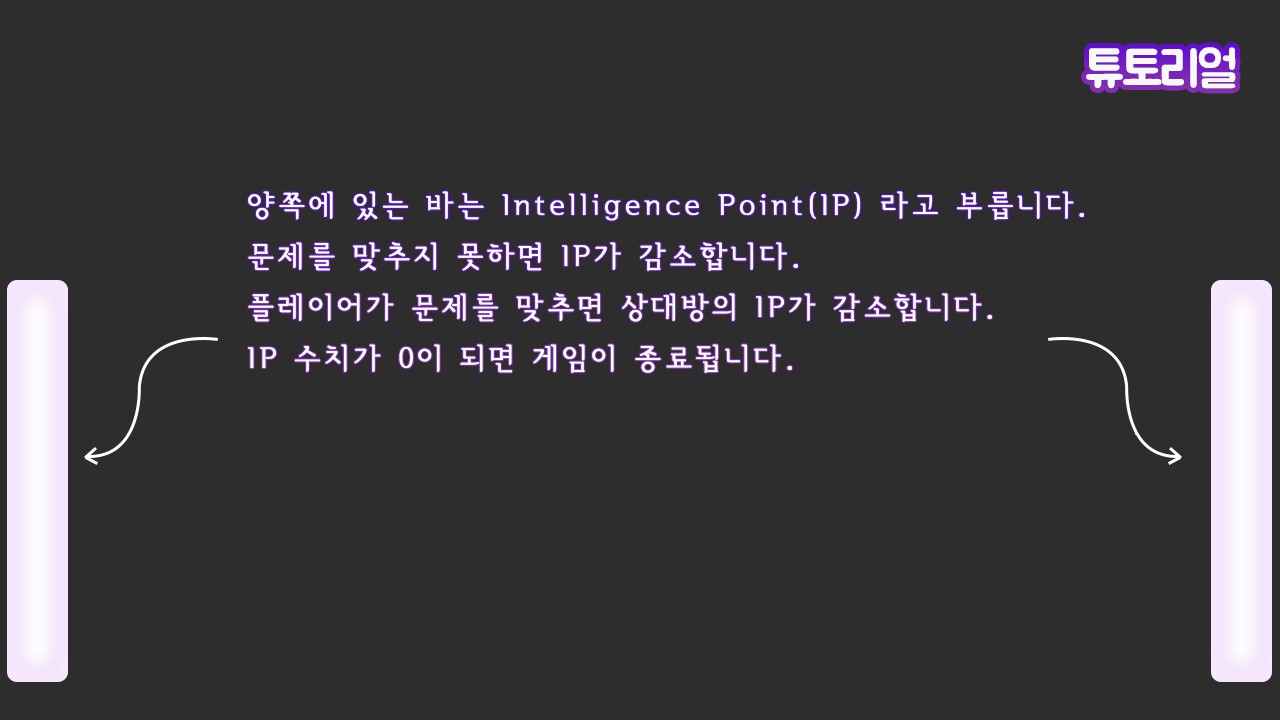 튜토리얼
양쪽에 있는 바는 Intelligence Point(IP) 라고 부릅니다.
문제를 맞추지 못하면 IP가 감소합니다.
플레이어가 문제를 맞추면 상대방의 IP가 감소합니다.
IP 수치가 0이 되면 게임이 종료됩니다.